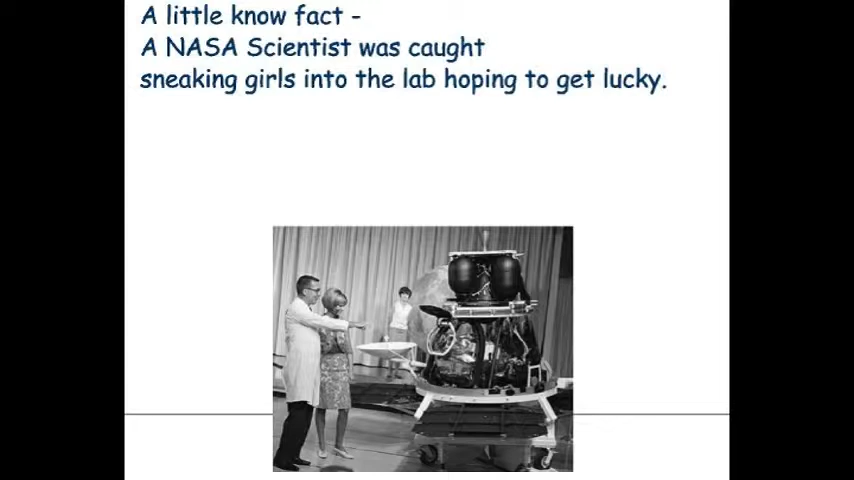 A little know fact -
A NASA Scientist was caught
sneaking girls into the lab hoping to get lucky.